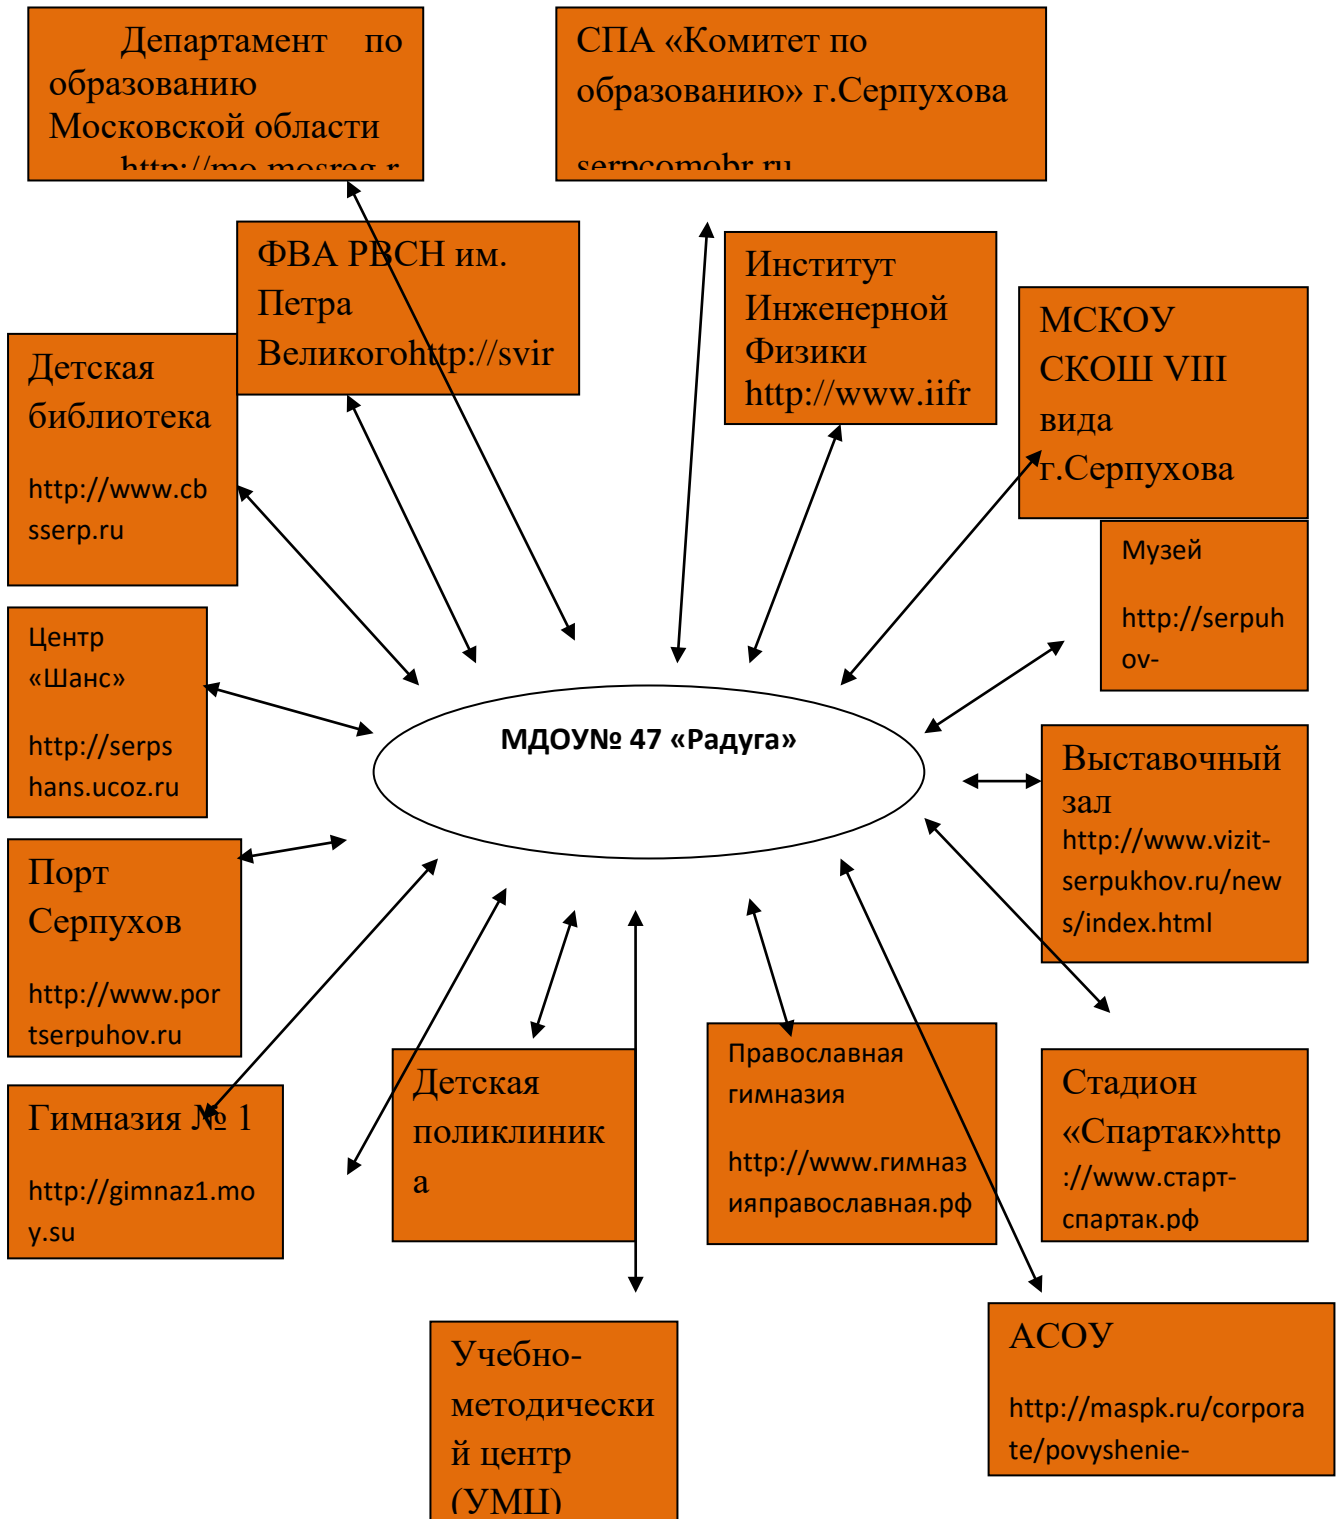 Департамент по
образованию
Московской области
http://mo.mosreg.r
СПА «Комитет по
образованию» г.Серпухова
serpcomobr.ru
ФВА РВСН им.
Петра
Великогоhttp://svir
Институт
Инженерной
Физики
http://www.iifr
МСКОУ
СКОШ VIII
вида
г.Серпухова
Детская
библиотека
http://www.cb
sserp.ru
Музей
http://serpuh
ov-
Центр
«Шанс»
http://serps
hans.ucoz.ru
МДОУ№ 47 «Радуга»
Выставочный
зал
http://www.vizit-
serpukhov.ru/new
s/index.html
Порт
Серпухов
http://www.por
tserpuhov.ru
Гимназия № 1
http://gimnaz1.mo
y.su
Детская
поликлиник
а
Православная
гимназия
http://www.гимназ
ияправославная.рф
Стадион
«Спартак»http
://www.старт-
спартак.рф
Учебно-
методически
й центр
(УМЦ)
АСОУ
http://maspk.ru/corpora
te/povyshenie-